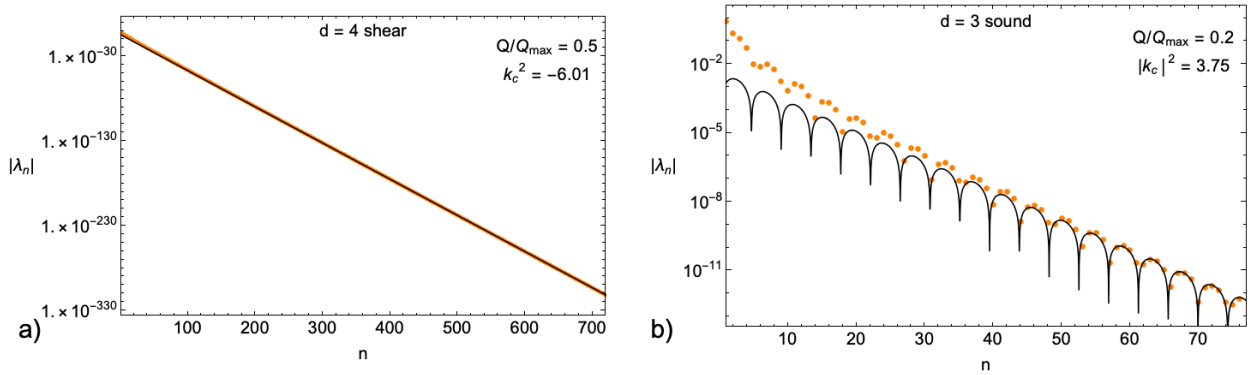 d = 4 shear
Q/Q_max = 0.5
k_c^2 = −6.01
1.×10^-30
1.×10^-130
1.×10^-230
1.×10^-330
|λ_n|
100 200 300 400 500 600 700
n
a)
d = 3 sound
Q/Q_max = 0.2
|k_c|^2 = 3.75
10^-2
10^-5
10^-8
10^-11
|λ_n|
10 20 30 40 50 60 70
n
b)